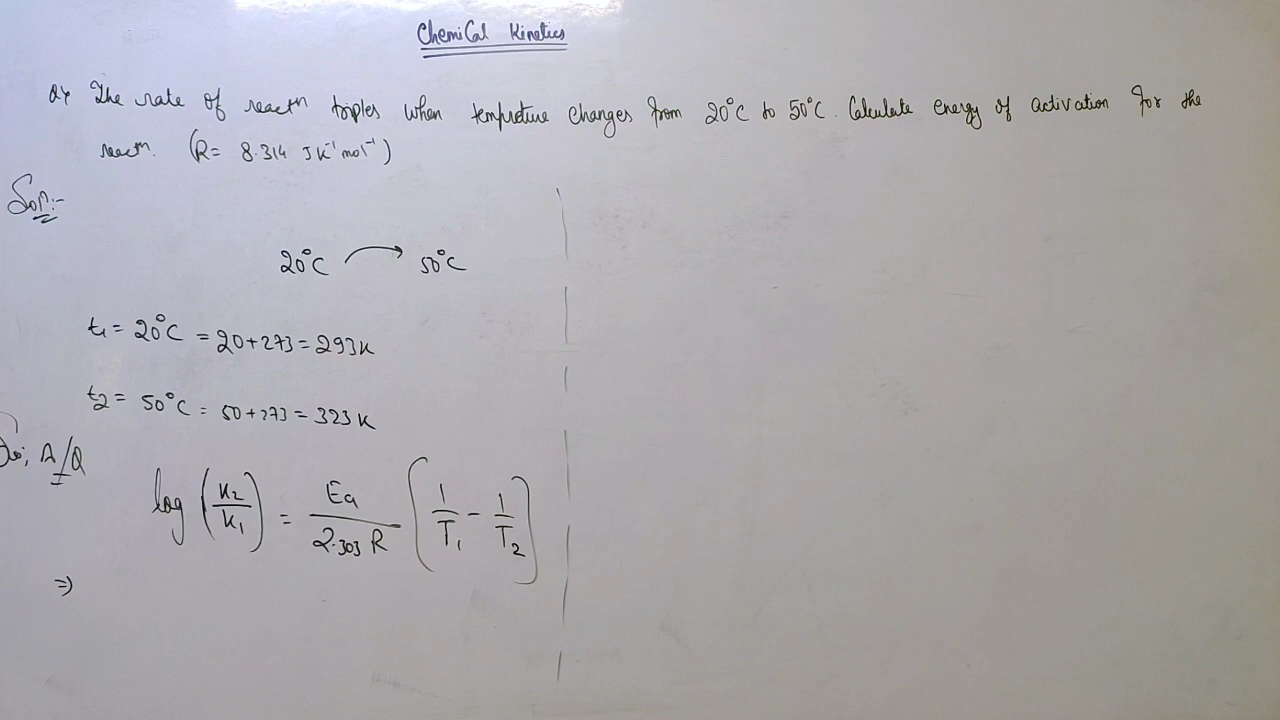 Chemical Kinetics
Q) The rate of reactn triples when tempreture changes from 20°C to 50°C. Calculate energy of activation for the
reactn. (R= 8.314 JK⁻¹mol⁻¹)
Soln:-
20°C → 50°C
t₁ = 20°C = 20+273 = 293K
t₂ = 50°C = 50+273 = 323K
So, A/Q
log (K₂/K₁) = Ea/2.303 R (1/T₁ - 1/T₂)
⇒